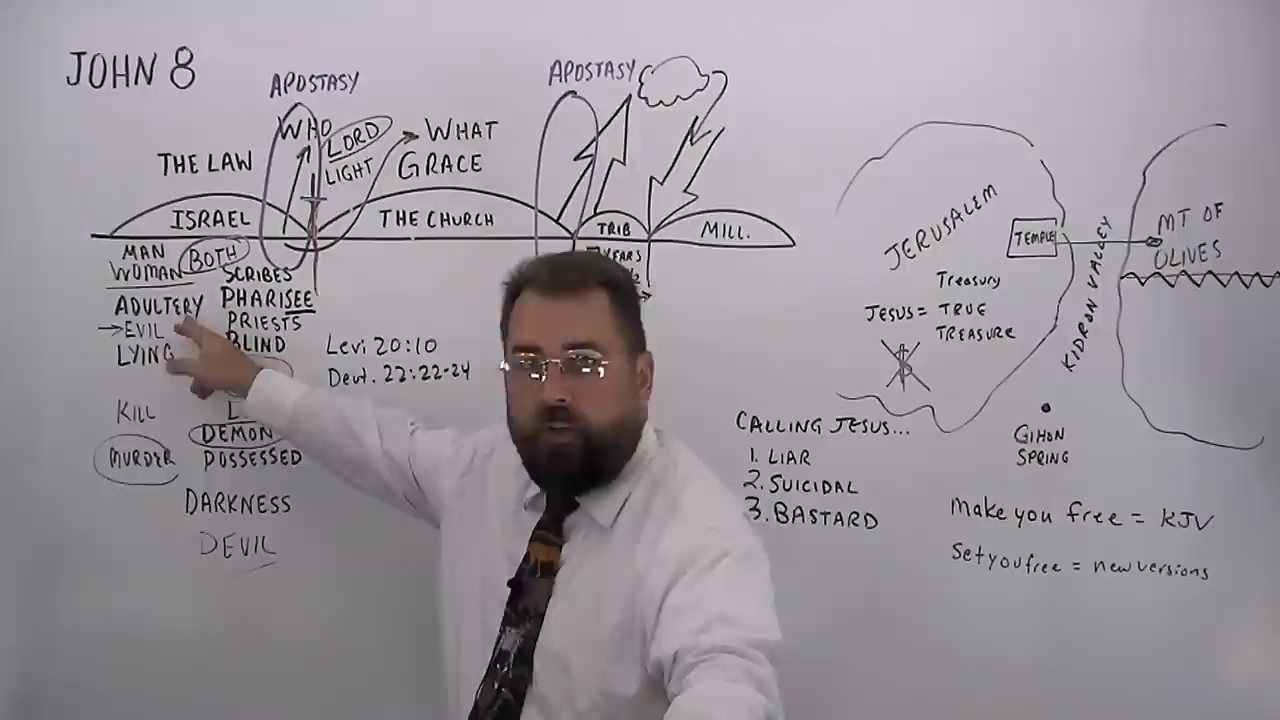 JOHN 8
APOSTASY
WHO
LORD
LIGHT
WHAT
GRACE
THE LAW
ISRAEL
THE CHURCH
APOSTASY
TRIB
MILL.
7 YEARS
MAN
WOMAN
BOTH
ADULTERY
→EVIL
LYING
KILL
MURDER
SCRIBES
PHARISEE
PRIESTS
BLIND
DEMON
POSSESSED
DARKNESS
DEVIL
Levi 20:10
Deut. 22:22-24
JERUSALEM
TEMPLE
Treasury
JESUS = TRUE
TREASURE
$
KIDRON VALLEY
MT OF
OLIVES
GIHON
SPRING
CALLING JESUS...
1. LIAR
2. SUICIDAL
3. BASTARD
Make you free = KJV
Set you free = new versions